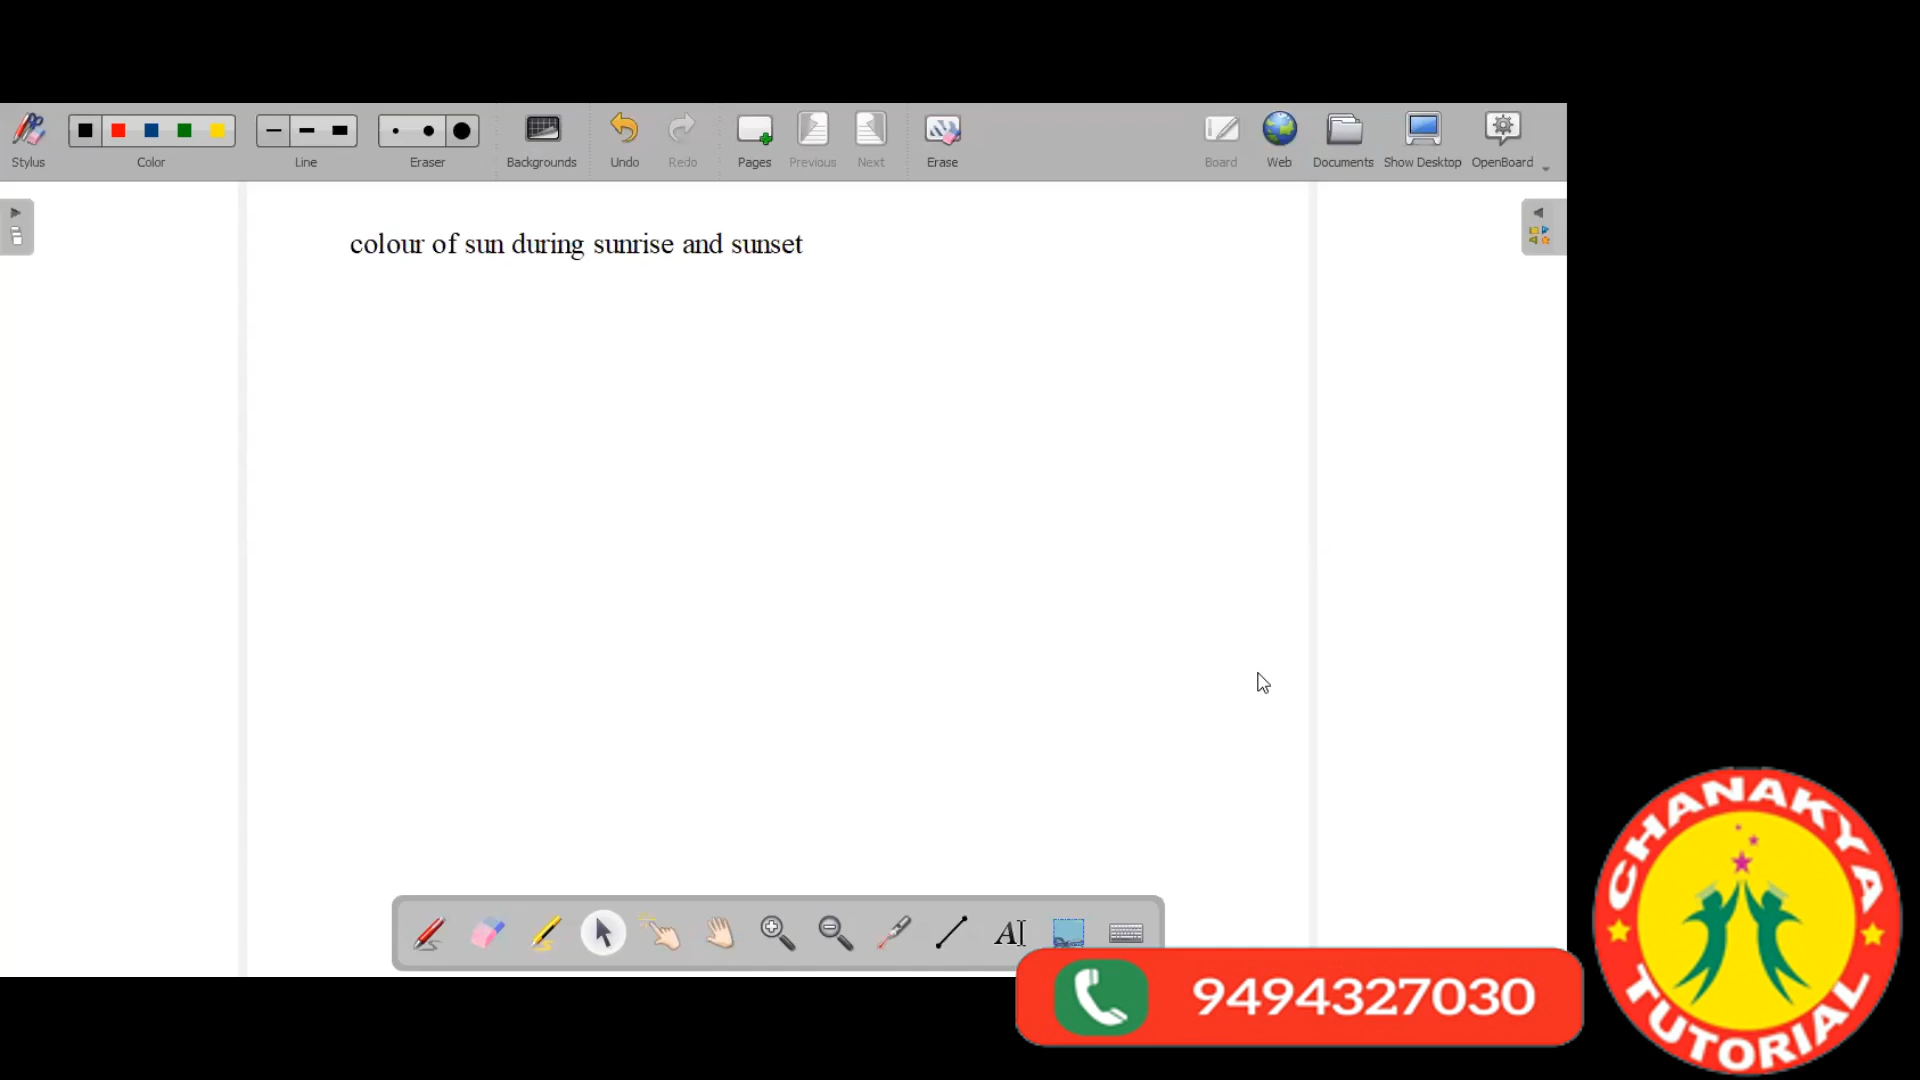 Stylus
Color
Line
Eraser
Backgrounds
Undo
Redo
Pages
Previous
Next
Erase
Board
Web
Documents
Show Desktop
OpenBoard
colour of sun during sunrise and sunset
A
9494327030
CHANAKYA
TUTORIAL